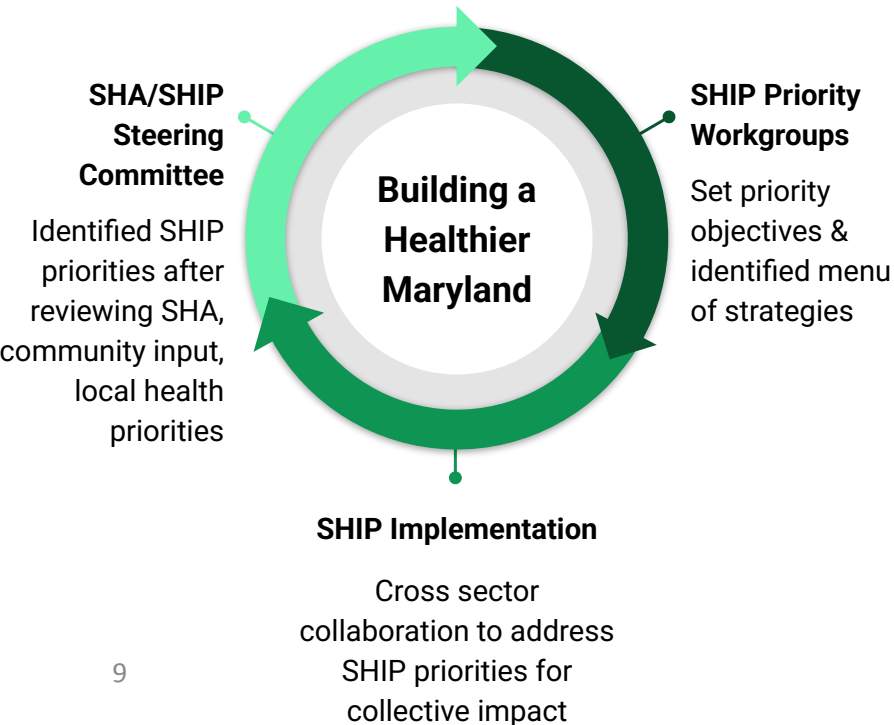 SHA/SHIP
Steering
Committee
Identified SHIP
priorities after
reviewing SHA,
community input,
local health
priorities
Building a
Healthier
Maryland
SHIP Priority
Workgroups
Set priority
objectives &
identified menu
of strategies
SHIP Implementation
Cross sector
collaboration to address
SHIP priorities for
collective impact
9